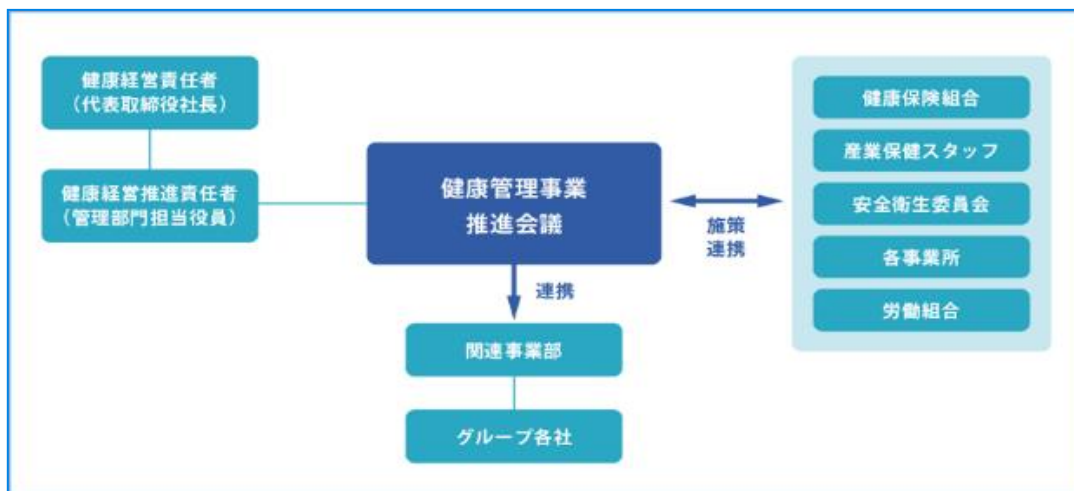 健康経営責任者
（代表取締役社長）
健康経営推進責任者
（管理部門担当役員）
健康管理事業
推進会議
施策
連携
健康保険組合
産業保健スタッフ
安全衛生委員会
各事業所
労働組合
連携
関連事業部
グループ各社